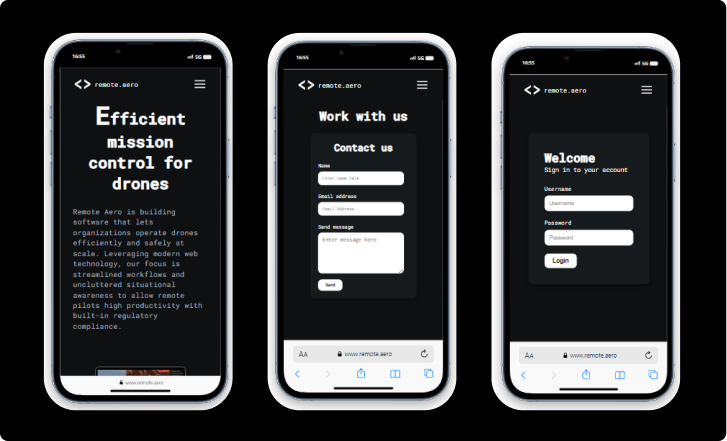 16:55
5G
<> remote.aero
Efficient
mission
control for
drones
Remote Aero is building
software that lets
organizations operate drones
efficiently and safely at
scale. Leveraging modern web
technology, our focus is
streamlined workflows and
uncluttered situational
awareness to allow remote
pilots high productivity with
built-in regulatory
compliance.
www.remote.aero
16:55
5G
<> remote.aero
Work with us
Contact us
Name
Enter name here
Email address
Email Address
Send message
Enter message here
Send
AA www.remote.aero
16:55
5G
<> remote.aero
Welcome
Sign in to your account
Username
Username
Password
Password
Login
AA www.remote.aero